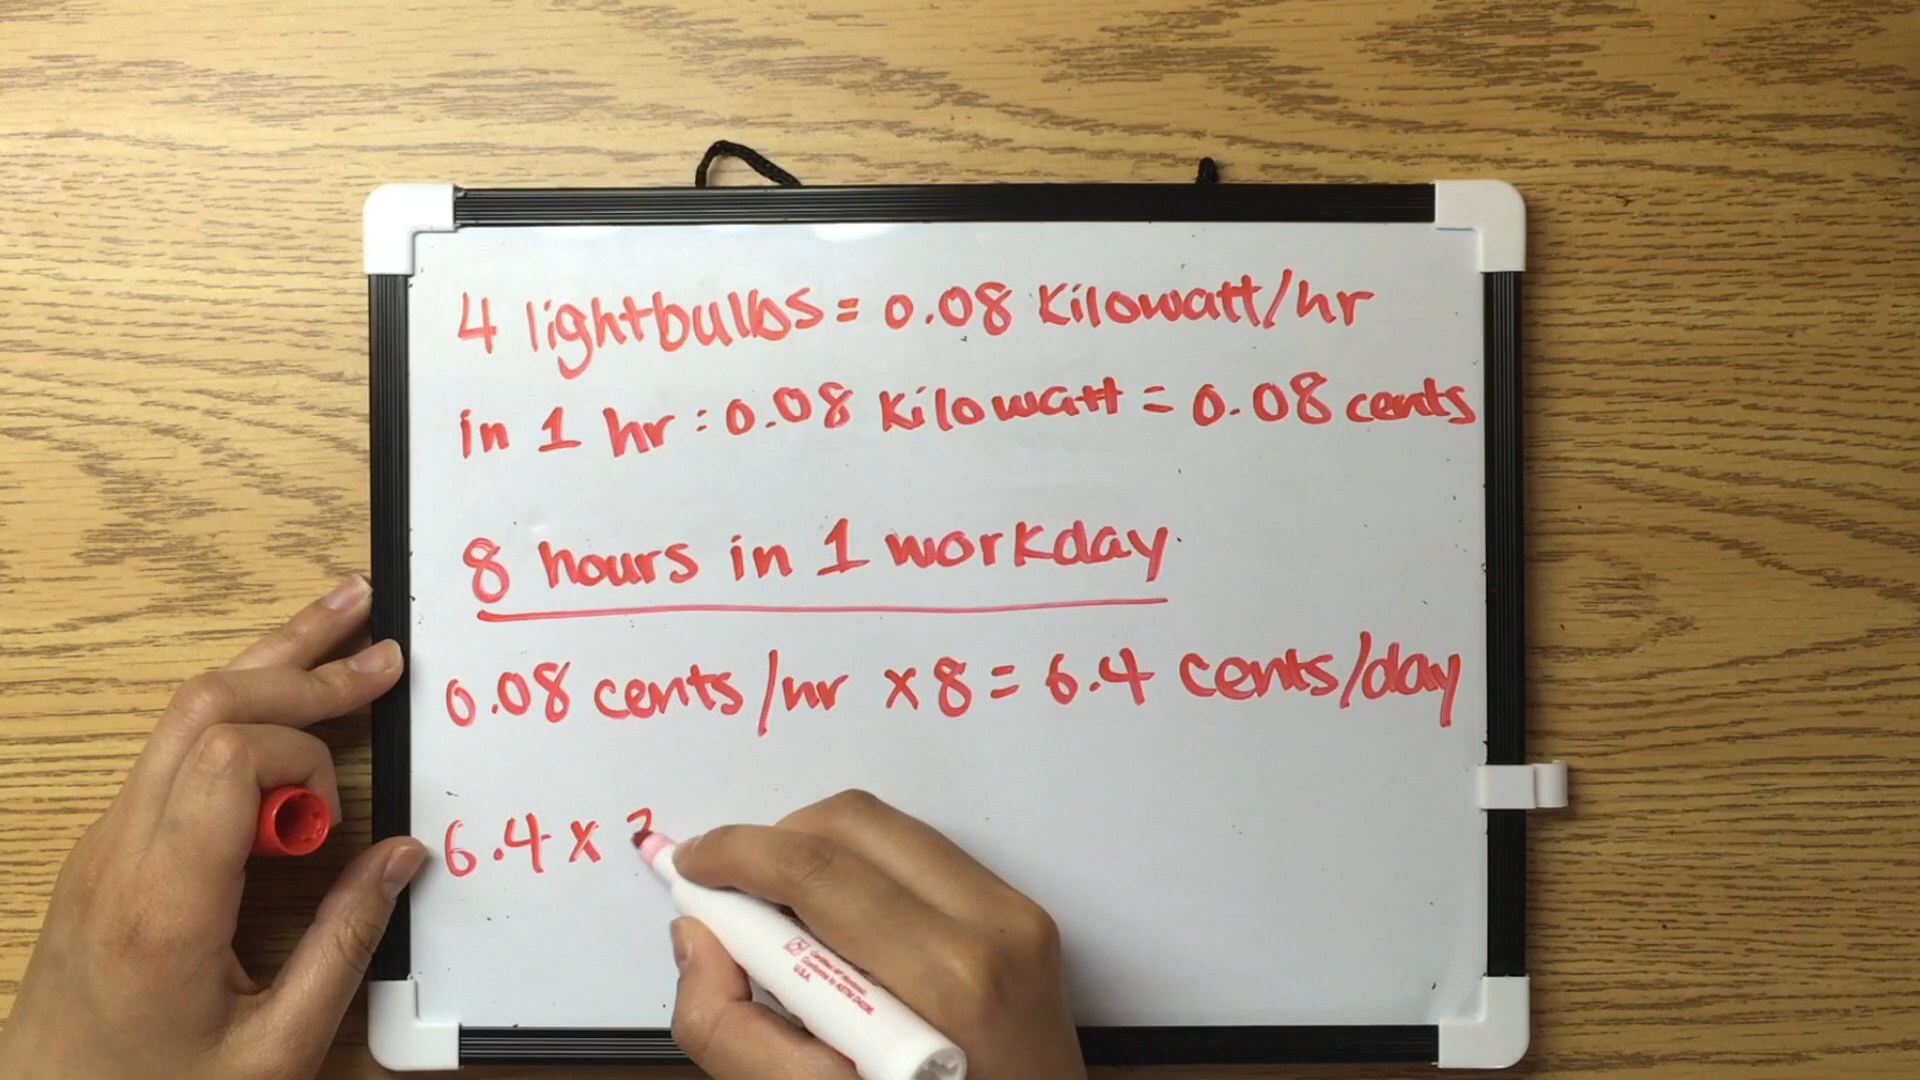 4 lightbulbs = 0.08 Kilowatt/hr
in 1 hr : 0.08 Kilowatt = 0.08 cents
8 hours in 1 workday
0.08 cents/hr x 8 = 6.4 cents/day
6.4 x
U.S.A.